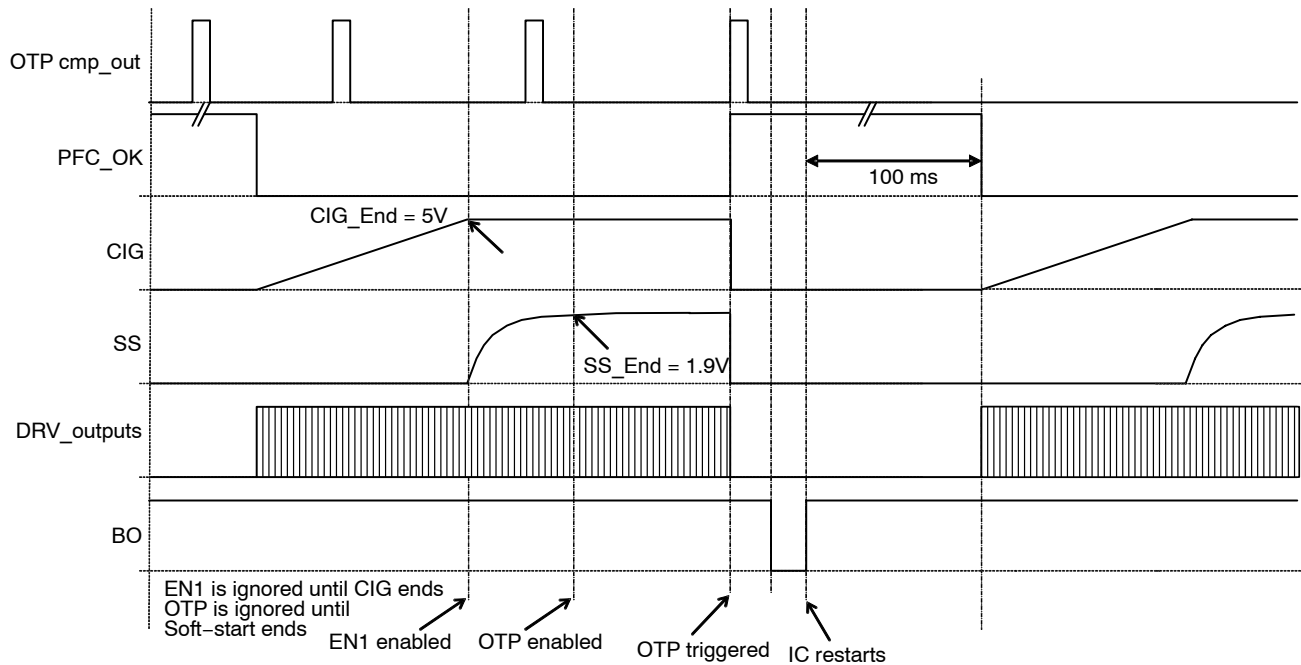 OTP cmp_out
PFC_OK
100 ms
CIG_End = 5V
CIG
SS
SS_End = 1.9V
DRV_outputs
BO
EN1 is ignored until CIG ends
OTP is ignored until
Soft−start ends
EN1 enabled
OTP enabled
OTP triggered
IC restarts